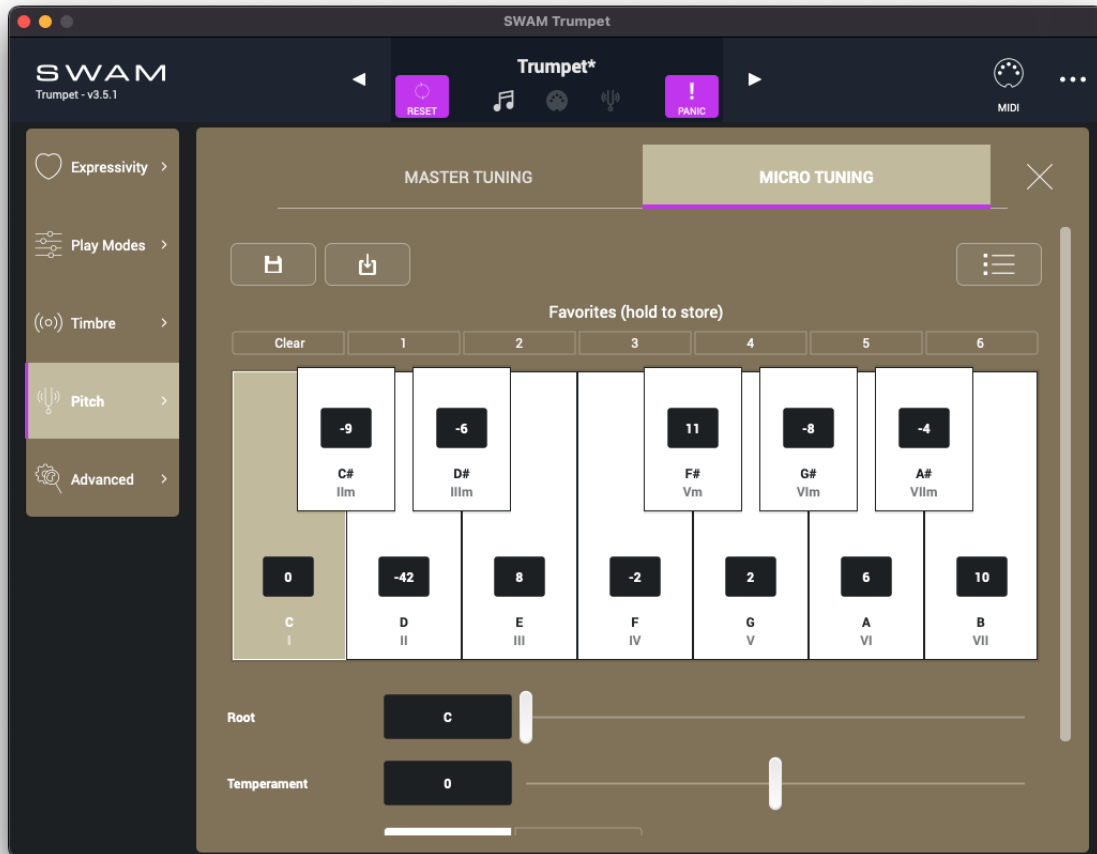 SWAM Trumpet
SWAM
Trumpet - v3.5.1
Trumpet*
RESET
!
PANIC
MIDI
Expressivity
Play Modes
Timbre
Pitch
Advanced
MASTER TUNING
MICRO TUNING
Favorites (hold to store)
Clear 1 2 3 4 5 6
-9 -6 11 -8 -4
C# D# F# G# A#
IIm IIIm Vm VIm VIIm
0 -42 8 -2 2 6 10
C D E F G A B
I II III IV V VI VII
Root C
Temperament 0